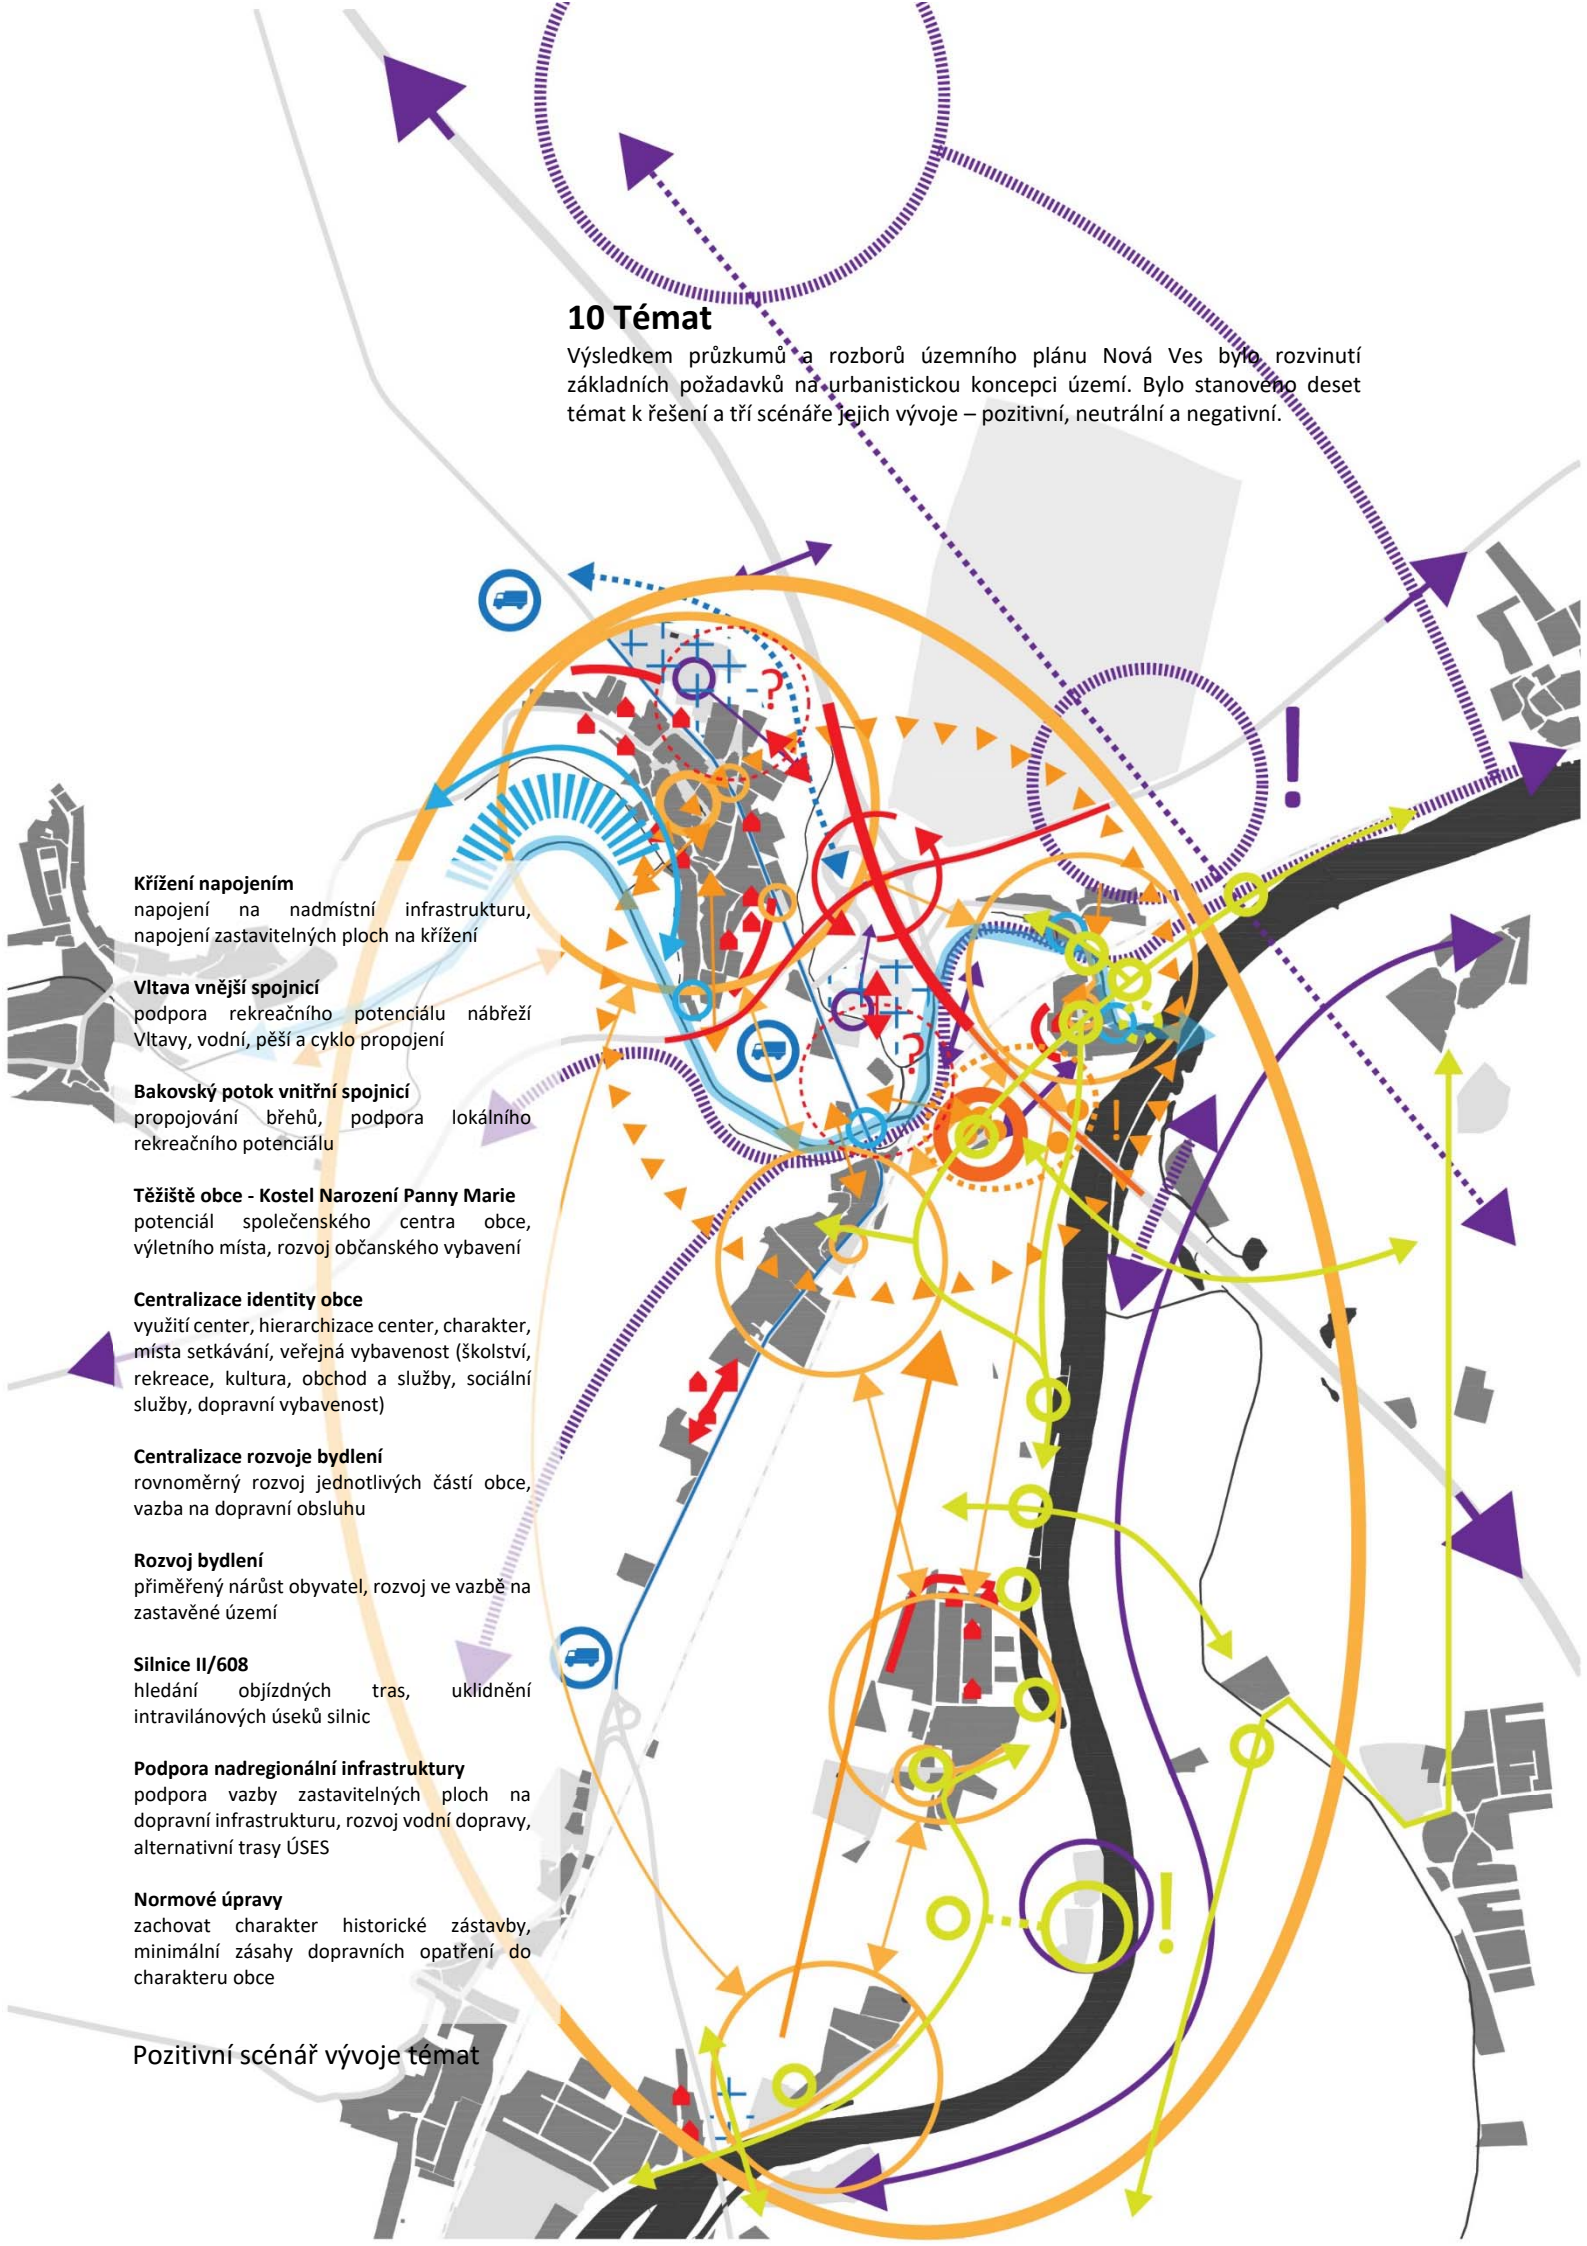 10 Témat
Výsledkem průzkumů a rozborů územního plánu Nová Ves bylo rozvinutí
základních požadavků na urbanistickou koncepci území. Bylo stanoveno deset
témat k řešení a tří scénáře jejich vývoje – pozitivní, neutrální a negativní.
?
!
?
!
!
Křížení napojením
napojení na nadmístní infrastrukturu,
napojení zastavitelných ploch na křížení
Vltava vnější spojnicí
podpora rekreačního potenciálu nábřeží
Vltavy, vodní, pěší a cyklo propojení
Bakovský potok vnitřní spojnicí
propojování břehů, podpora lokálního
rekreačního potenciálu
Těžiště obce - Kostel Narození Panny Marie
potenciál společenského centra obce,
výletního místa, rozvoj občanského vybavení
Centralizace identity obce
využití center, hierarchizace center, charakter,
místa setkávání, veřejná vybavenost (školství,
rekreace, kultura, obchod a služby, sociální
služby, dopravní vybavenost)
Centralizace rozvoje bydlení
rovnoměrný rozvoj jednotlivých částí obce,
vazba na dopravní obsluhu
Rozvoj bydlení
přiměřený nárůst obyvatel, rozvoj ve vazbě na
zastavěné území
Silnice II/608
hledání objízdných tras, uklidnění
intravilánových úseků silnic
Podpora nadregionální infrastruktury
podpora vazby zastavitelných ploch na
dopravní infrastrukturu, rozvoj vodní dopravy,
alternativní trasy ÚSES
Normové úpravy
zachovat charakter historické zástavby,
minimální zásahy dopravních opatření do
charakteru obce
Pozitivní scénář vývoje témat